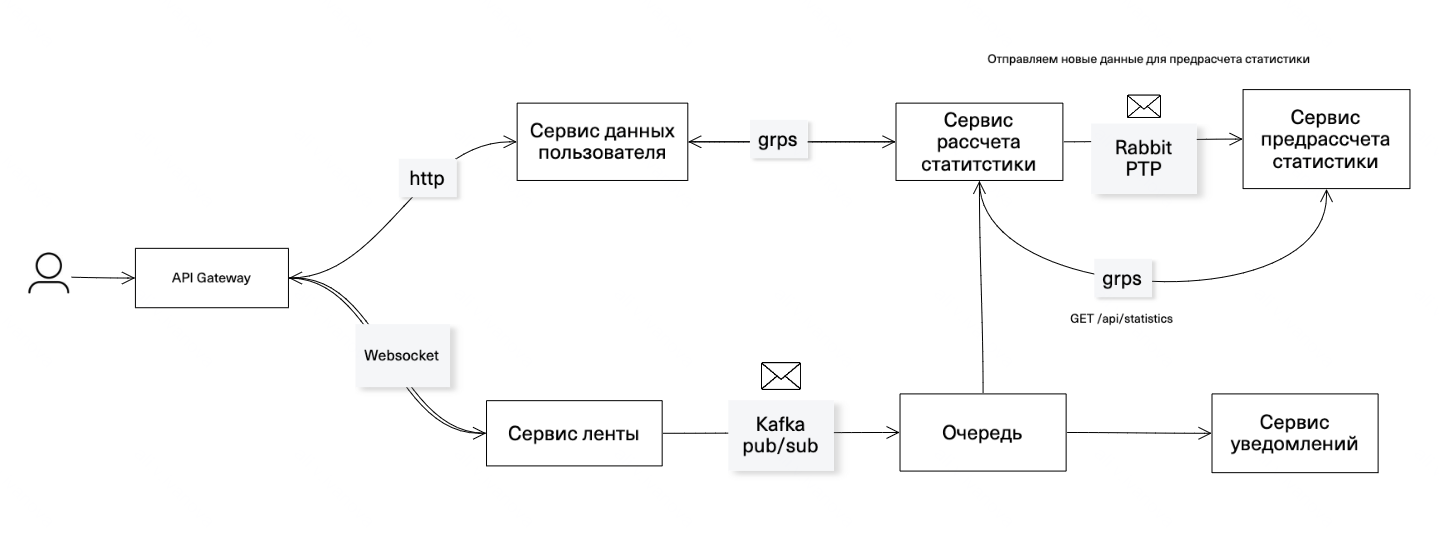 Отправляем новые данные для предрасчета статистики
Сервис данных
пользователя
grps
Сервис
рассчета
статитстики
Rabbit
PTP
Сервис
предрассчета
статистики
http
API Gateway
grps
GET /api/statistics
Websocket
Сервис ленты
Kafka
pub/sub
Очередь
Сервис
уведомлений